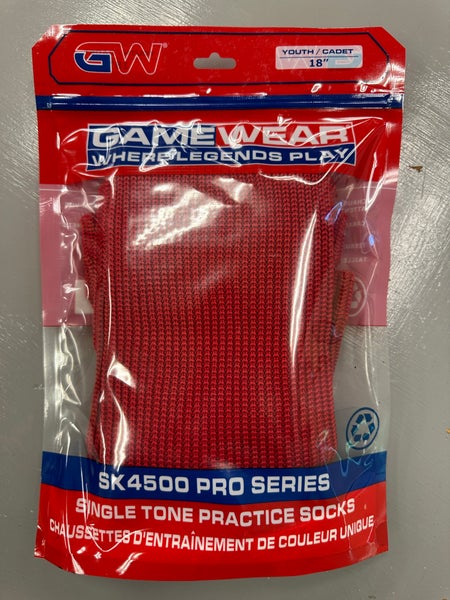 GW®
YOUTH / CADET
18"
GAMEWEAR
WHERE LEGENDS PLAY
SK4500 PRO SERIES
SINGLE TONE PRACTICE SOCKS
CHAUSSETTES D'ENTRAÎNEMENT DE COULEUR UNIQUE